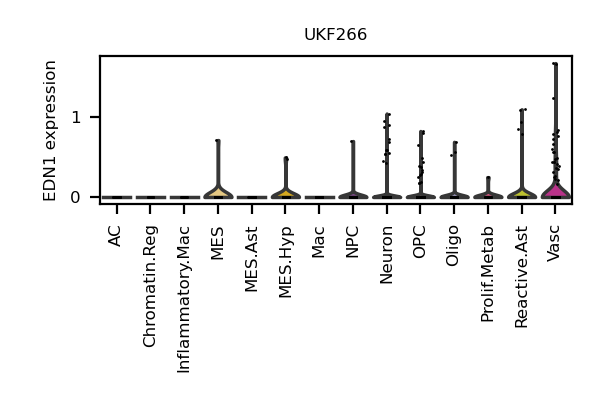 UKF266
EDN1 expression
1
0
AC
Chromatin.Reg
Inflammatory.Mac
MES
MES.Ast
MES.Hyp
Mac
NPC
Neuron
OPC
Oligo
Prolif.Metab
Reactive.Ast
Vasc